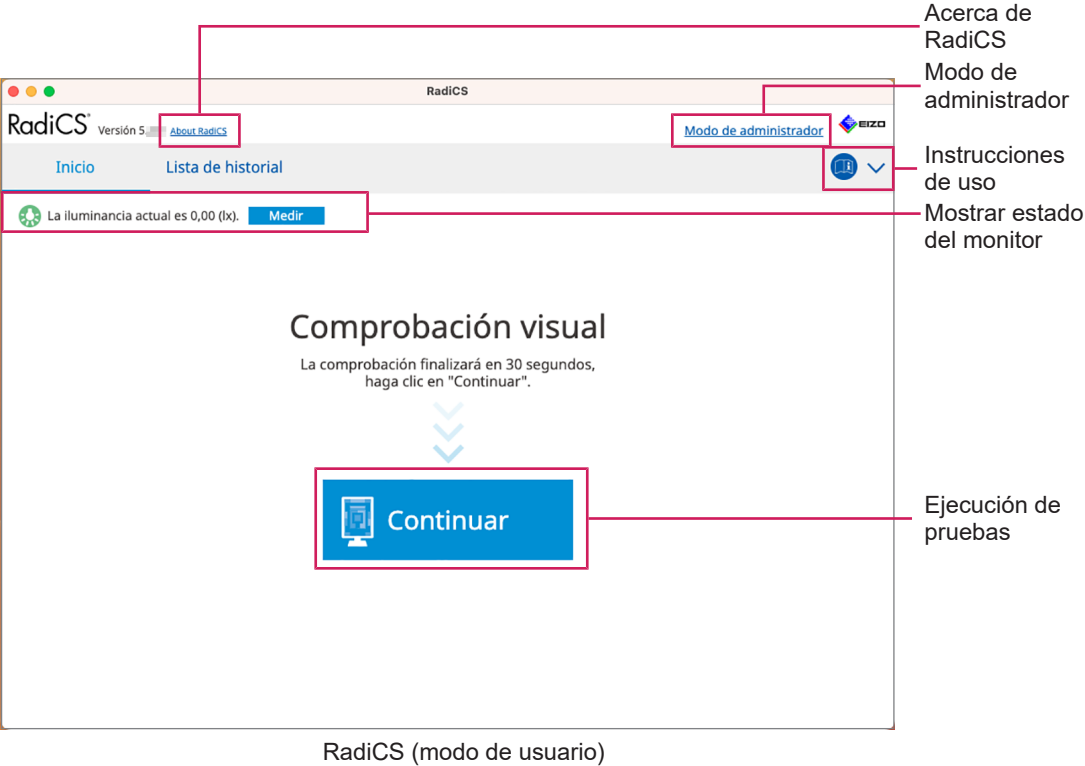 Acerca de
RadiCS
Modo de
administrador
RadiCS
RadiCS® Versión 5. About RadiCS
Modo de administrador
EIZO
Inicio
Lista de historial
Instrucciones
de uso
La iluminancia actual es 0,00 (lx).
Medir
Mostrar estado
del monitor
Comprobación visual
La comprobación finalizará en 30 segundos,
haga clic en "Continuar".
Continuar
Ejecución de
pruebas
RadiCS (modo de usuario)